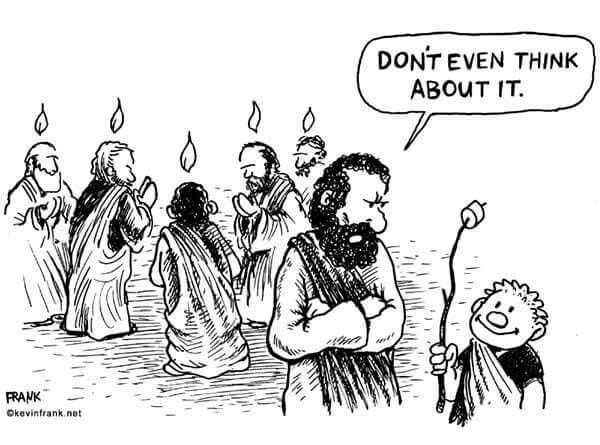 DON'T EVEN THINK
ABOUT IT.
FRANK
©kevinfrank.net